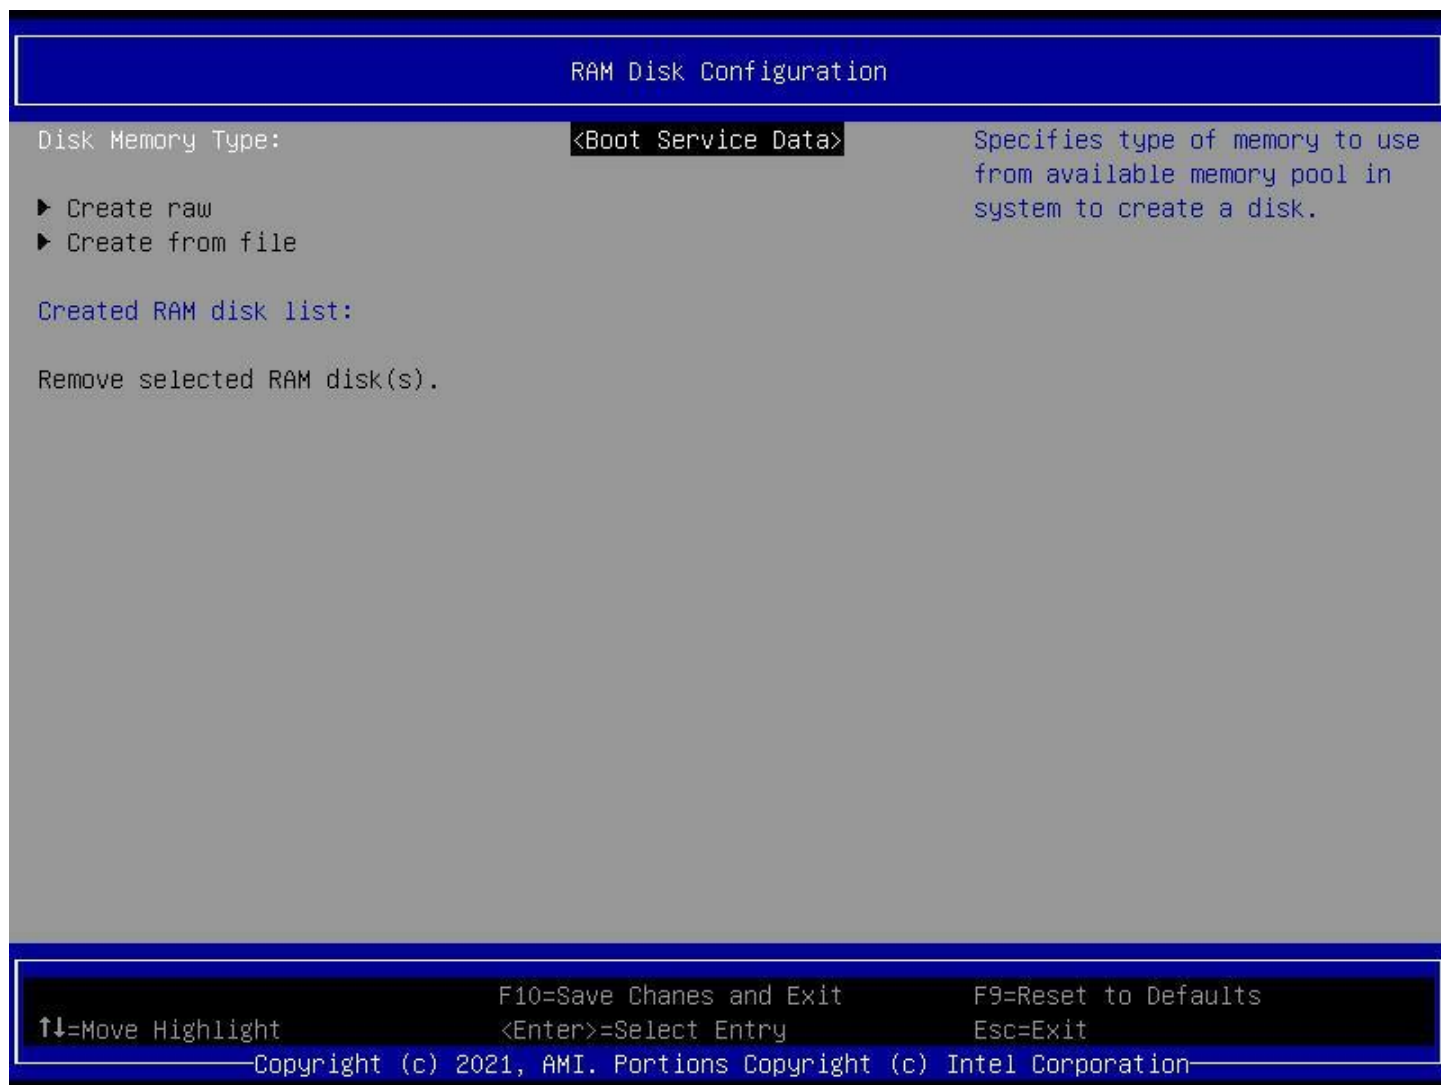 RAM Disk Configuration
Disk Memory Type: <Boot Service Data> Specifies type of memory to use
from available memory pool in
▶ Create raw system to create a disk.
▶ Create from file
Created RAM disk list:
Remove selected RAM disk(s).
F10=Save Chanes and Exit F9=Reset to Defaults
↑↓=Move Highlight <Enter>=Select Entry Esc=Exit
Copyright (c) 2021, AMI. Portions Copyright (c) Intel Corporation